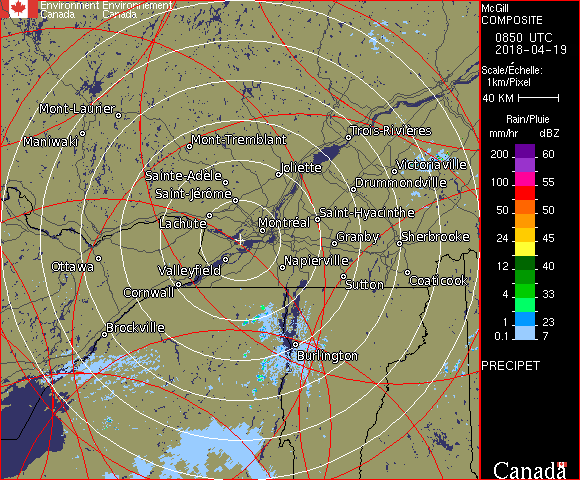 Environment Environnement
Canada Canada
McGill
COMPOSITE
0850 UTC
2018-04-19
Scale/Échelle:
1km/Pixel
40 KM
Rain/Pluie
mm/hr dBZ
200 60
100 55
50 50
24 45
12 40
4 33
1 23
0.1 7
PRECIPET
Canada
Mont-Laurier
Maniwaki
Mont-Tremblant
Trois-Rivières
Victoriaville
Joliette
Sainte-Adèle
Drummondville
Saint-Jérôme
Saint-Hyacinthe
Lachute
Montréal
Granby
Sherbrooke
Ottawa
Valleyfield
Napierville
Sutton
Coaticook
Cornwall
Brockville
Burlington